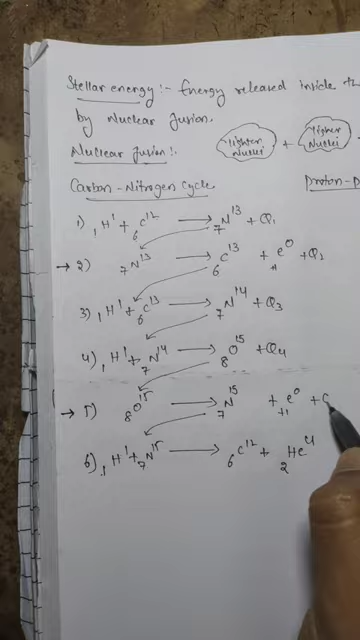 Stellar energy :- Energy released inside
by Nuclear fusion.
lighter Nuclei + lighter Nuclei
Nuclear fusion :-
Carbon-Nitrogen Cycle
Proton-P
1) ₁H¹ + ₆C¹² → ₇N¹³ + Q₁
→ 2) ₇N¹³ → ₆C¹³ + ₊₁e⁰ + Q₂
3) ₁H¹ + ₆C¹³ → ₇N¹⁴ + Q₃
4) ₁H¹ + ₇N¹⁴ → ₈O¹⁵ + Q₄
→ 5) ₈O¹⁵ → ₇N¹⁵ + ₊₁e⁰ +
6) ₁H¹ + ₇N¹⁵ → ₆C¹² + ₂He⁴